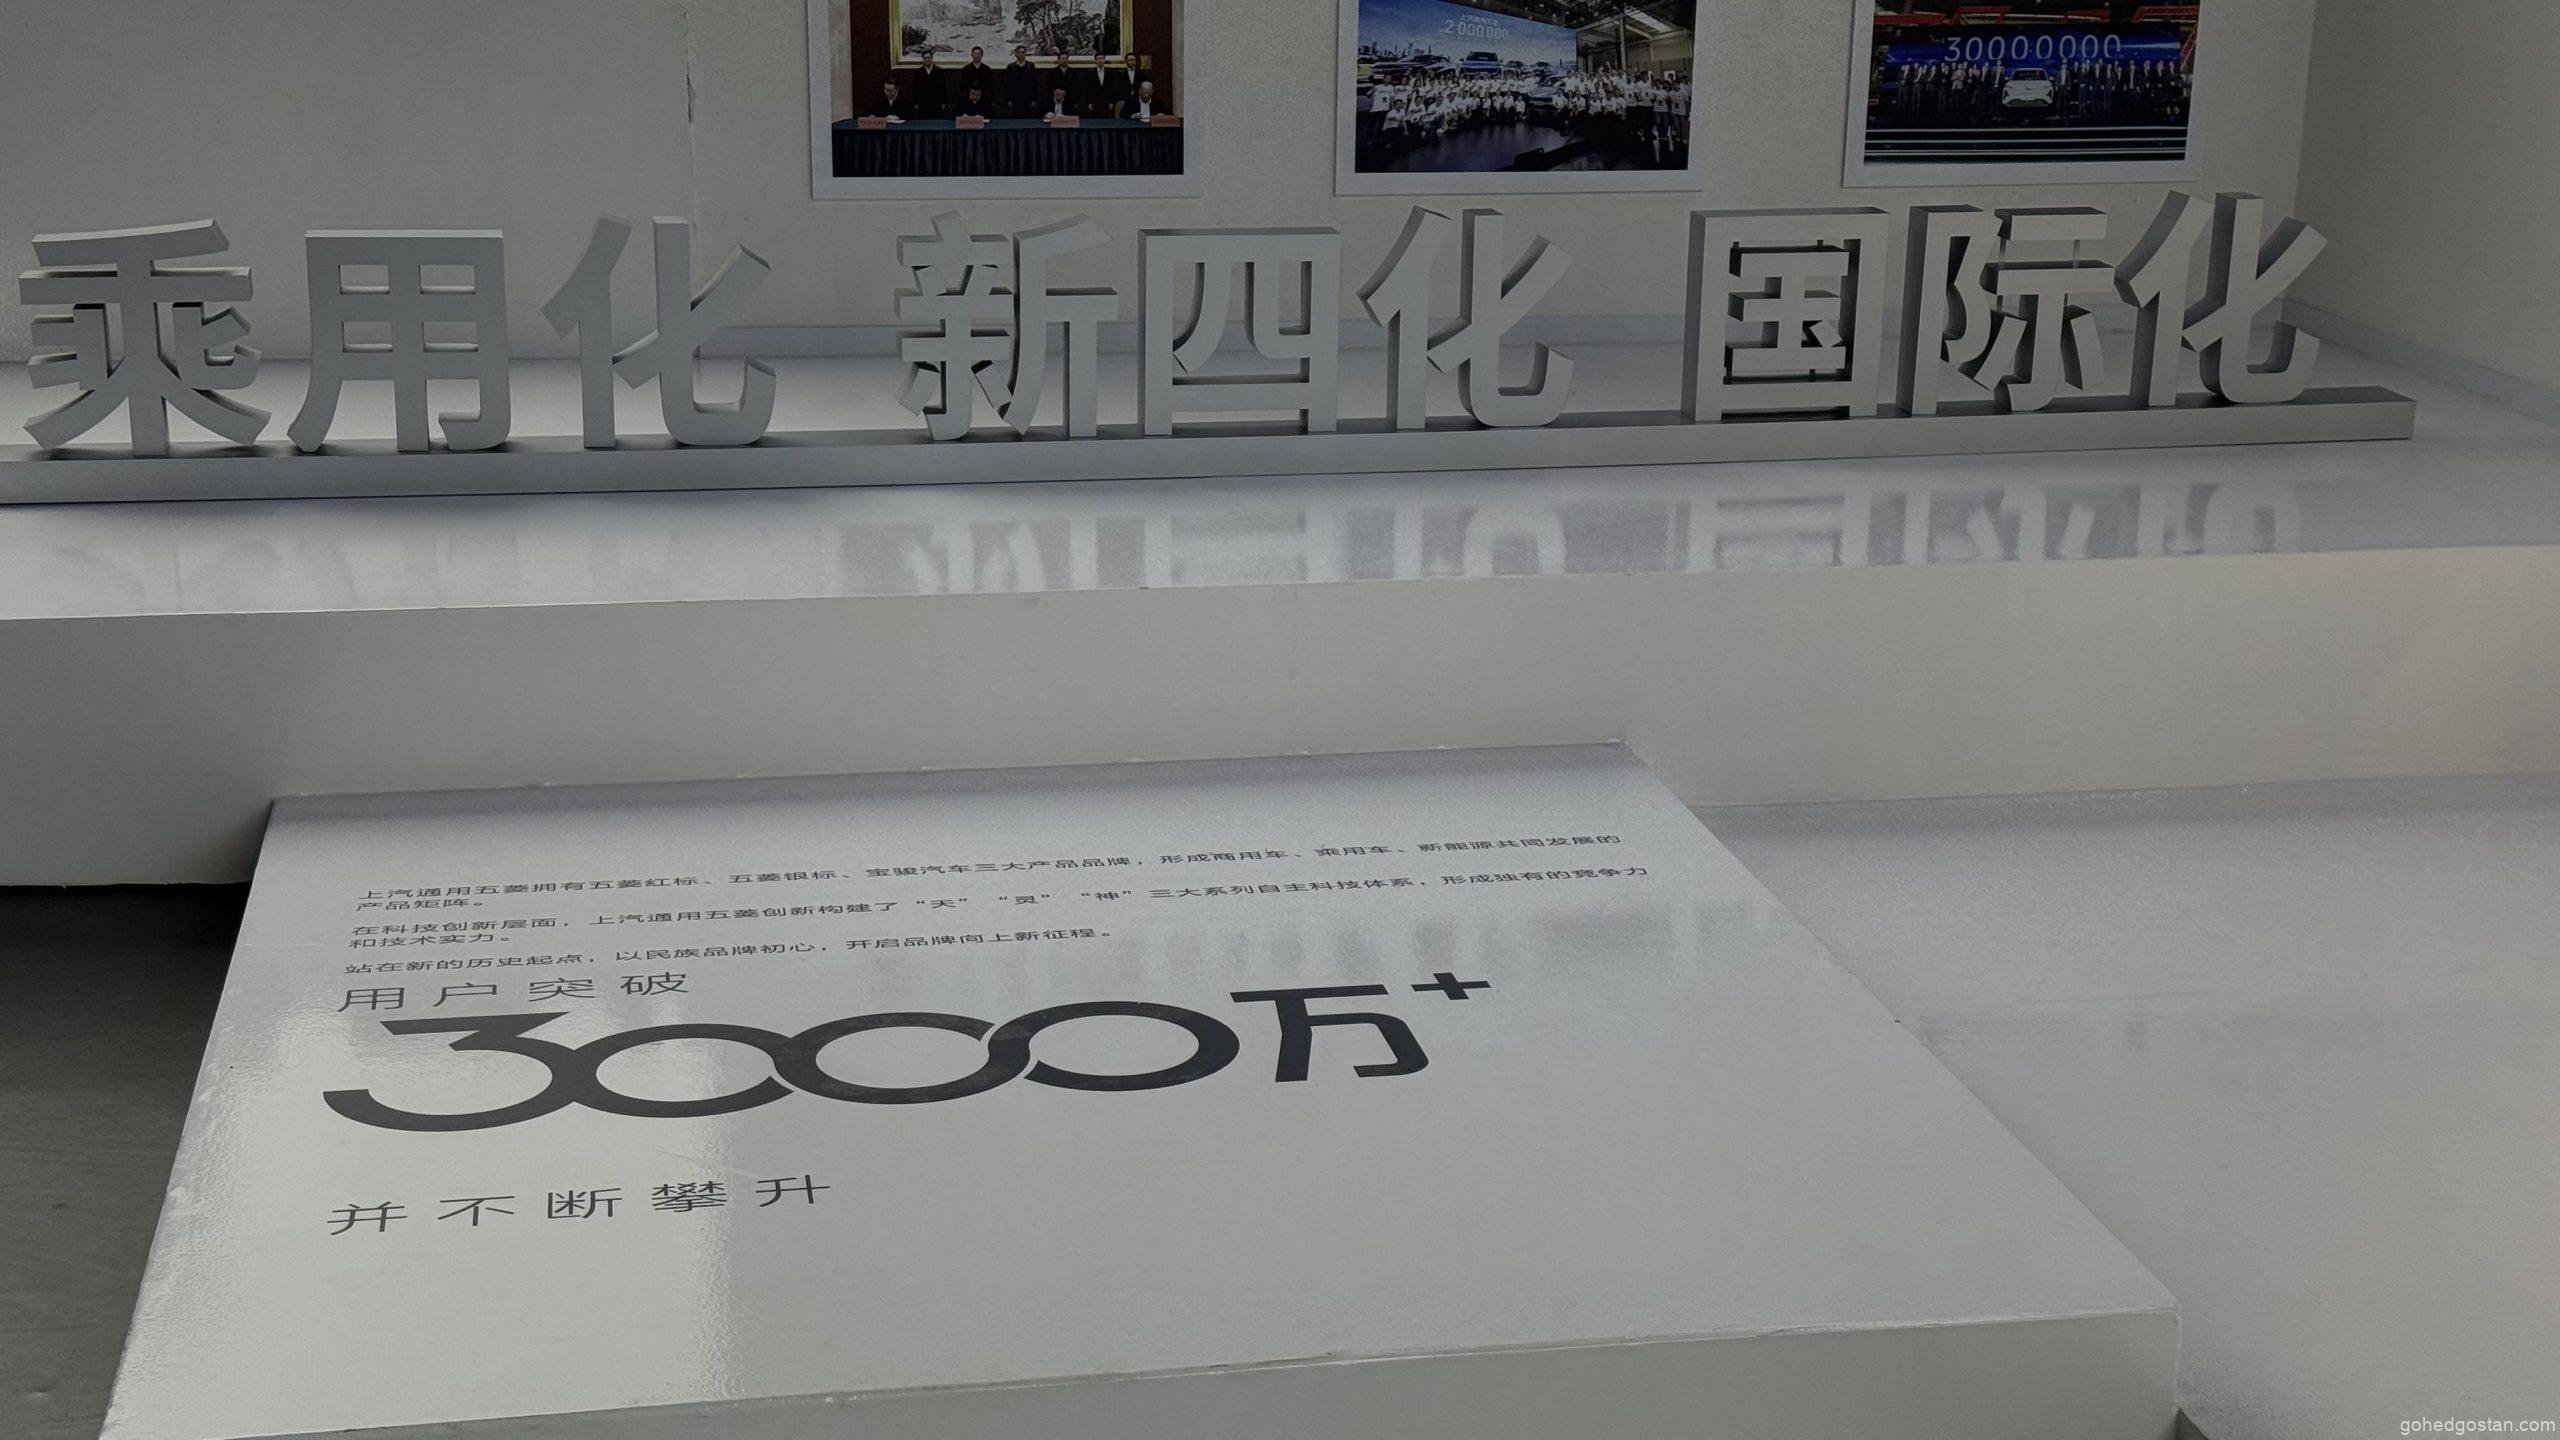 2 000 000
30000000
乘用化 新四化 国际化
上汽通用五菱拥有五菱红标、五菱银标、宝骏汽车三大产品品牌，形成商用车、乘用车、新能源共同发展的
产品矩阵。
在科技创新层面，上汽通用五菱创新构建了“天”“灵”“神”三大系列自主科技体系，形成独有的竞争力
和技术实力。
站在新的历史起点，以民族品牌初心，开启品牌向上新征程。
用户突破
3000万+
并不断攀升
gohedgostan.com